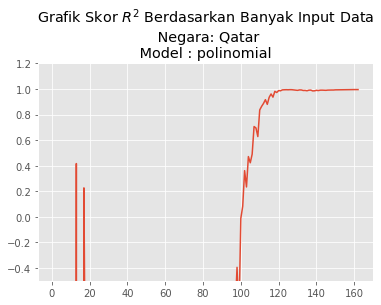 Grafik Skor R² Berdasarkan Banyak Input Data
Negara: Qatar
Model : polinomial
1.2
1.0
0.8
0.6
0.4
0.2
0.0
−0.2
−0.4
0 20 40 60 80 100 120 140 160